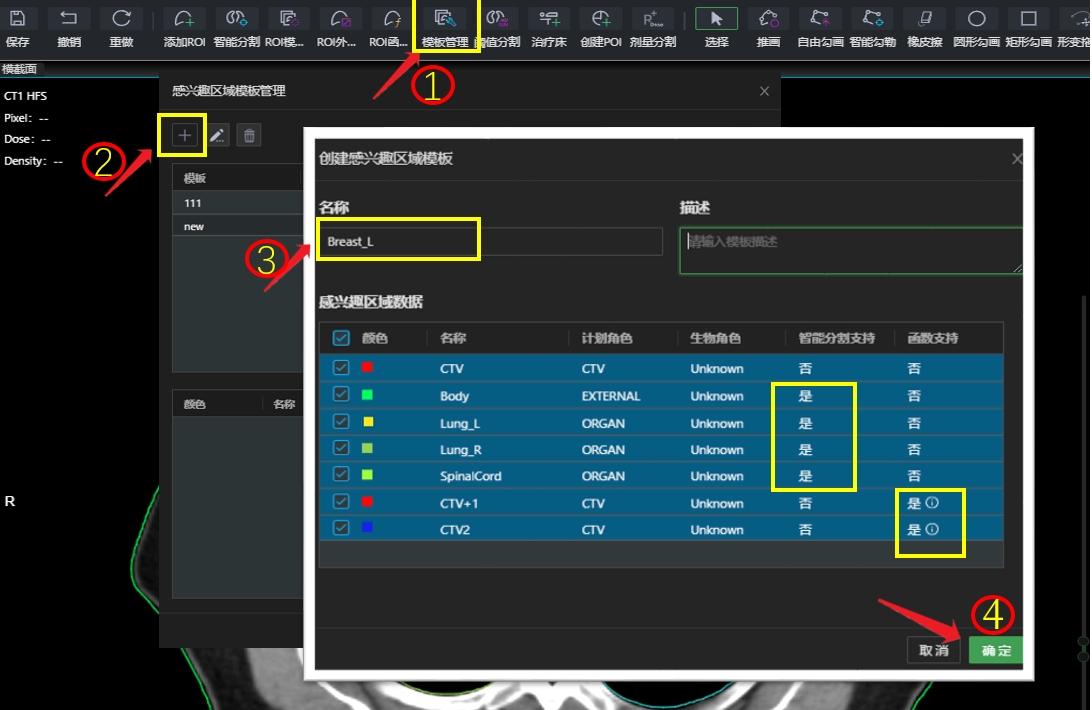 保存 撤销 重做 添加ROI 智能分割 ROI模... ROI外... ROI函... 模板管理 阈值分割 治疗床 创建POI 剂量分割 选择 推画 自由勾画 智能勾勒 橡皮擦 圆形勾画 矩形勾画
横截面
①
CT1 HFS
Pixel: --
Dose: --
Density: --
R
感兴趣区域模板管理
②
模板
111
new
颜色 名称
创建感兴趣区域模板
名称 描述
③
Breast_L 请输入模板描述
感兴趣区域数据
颜色 名称 计划角色 生物角色 智能分割支持 函数支持
CTV CTV Unknown 否 否
Body EXTERNAL Unknown 是 否
Lung_L ORGAN Unknown 是 否
Lung_R ORGAN Unknown 是 否
SpinalCord ORGAN Unknown 是 否
CTV+1 CTV Unknown 否 是
CTV2 CTV Unknown 否 是
④
取消 确定